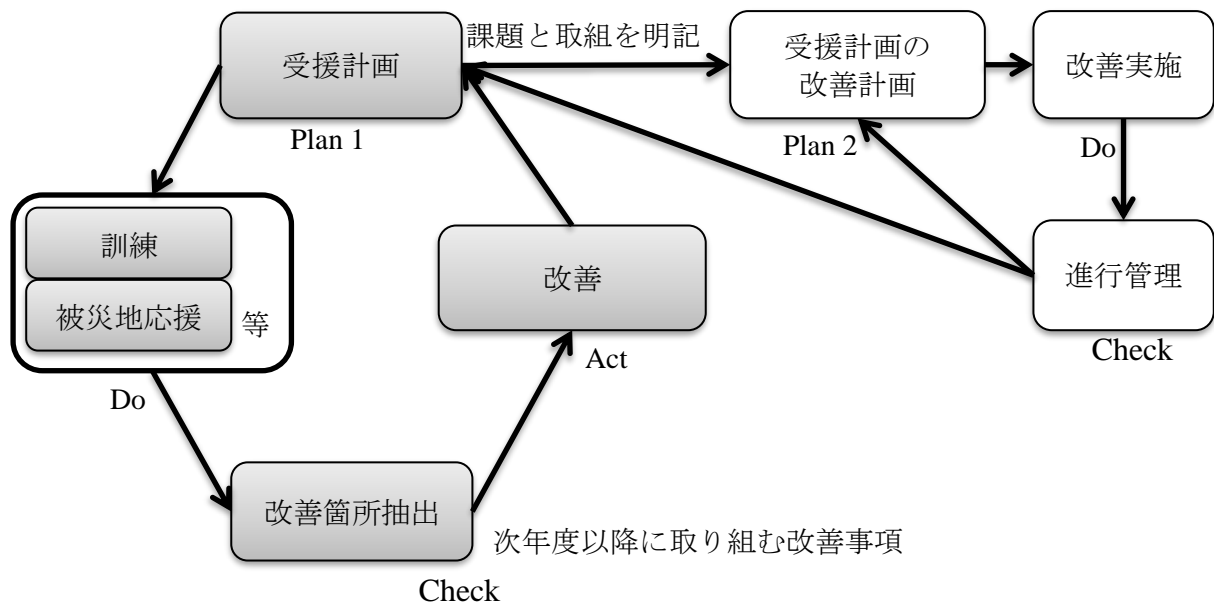 課題と取組を明記
受援計画
Plan 1
受援計画の
改善計画
Plan 2
改善実施
Do
訓練
被災地応援
等
Do
改善
Act
進行管理
Check
改善箇所抽出
次年度以降に取り組む改善事項
Check